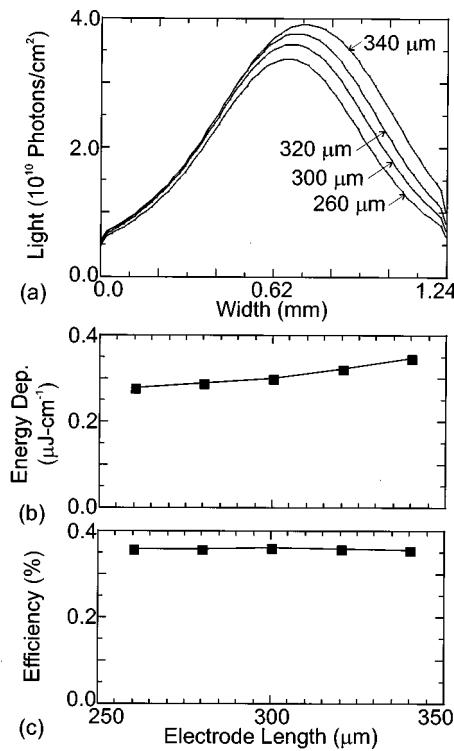 (a)
Light (10¹⁰ Photons/cm²)
4.0
2.0
0.0
340 µm
320 µm
300 µm
260 µm
0.0
0.62
1.24
Width (mm)
(b)
Energy Dep.
(µJ-cm⁻¹)
0.4
0.2
0.0
(c)
Efficiency (%)
0.4
0.2
0.0
250
300
350
Electrode Length (µm)